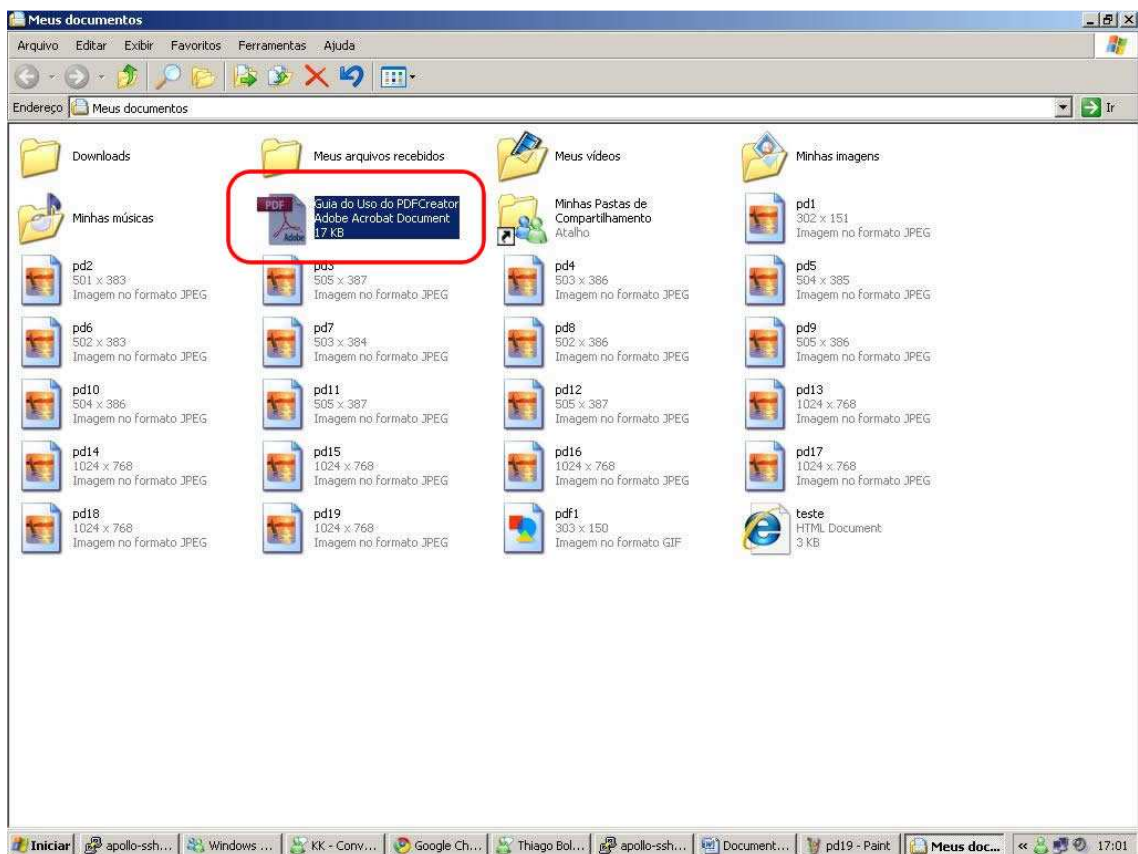 Meus documentos
Arquivo Editar Exibir Favoritos Ferramentas Ajuda
Endereço Meus documentos Ir
Downloads
Meus arquivos recebidos
Meus vídeos
Minhas imagens
Minhas músicas
PDF
Adobe
Guia do Uso do PDFCreator
Adobe Acrobat Document
17 KB
Minhas Pastas de
Compartilhamento
Atalho
pd1
302 x 151
Imagem no formato JPEG
pd2
501 x 383
Imagem no formato JPEG
pd3
505 x 387
Imagem no formato JPEG
pd4
503 x 386
Imagem no formato JPEG
pd5
504 x 385
Imagem no formato JPEG
pd6
502 x 383
Imagem no formato JPEG
pd7
503 x 384
Imagem no formato JPEG
pd8
502 x 386
Imagem no formato JPEG
pd9
505 x 386
Imagem no formato JPEG
pd10
504 x 386
Imagem no formato JPEG
pd11
505 x 387
Imagem no formato JPEG
pd12
505 x 387
Imagem no formato JPEG
pd13
1024 x 768
Imagem no formato JPEG
pd14
1024 x 768
Imagem no formato JPEG
pd15
1024 x 768
Imagem no formato JPEG
pd16
1024 x 768
Imagem no formato JPEG
pd17
1024 x 768
Imagem no formato JPEG
pd18
1024 x 768
Imagem no formato JPEG
pd19
1024 x 768
Imagem no formato JPEG
pdf1
303 x 150
Imagem no formato GIF
teste
HTML Document
3 KB
Iniciar apollo-ssh... Windows ... KK - Conv... Google Ch... Thiago Bol... apollo-ssh... Document... pd19 - Paint Meus doc... « 17:01